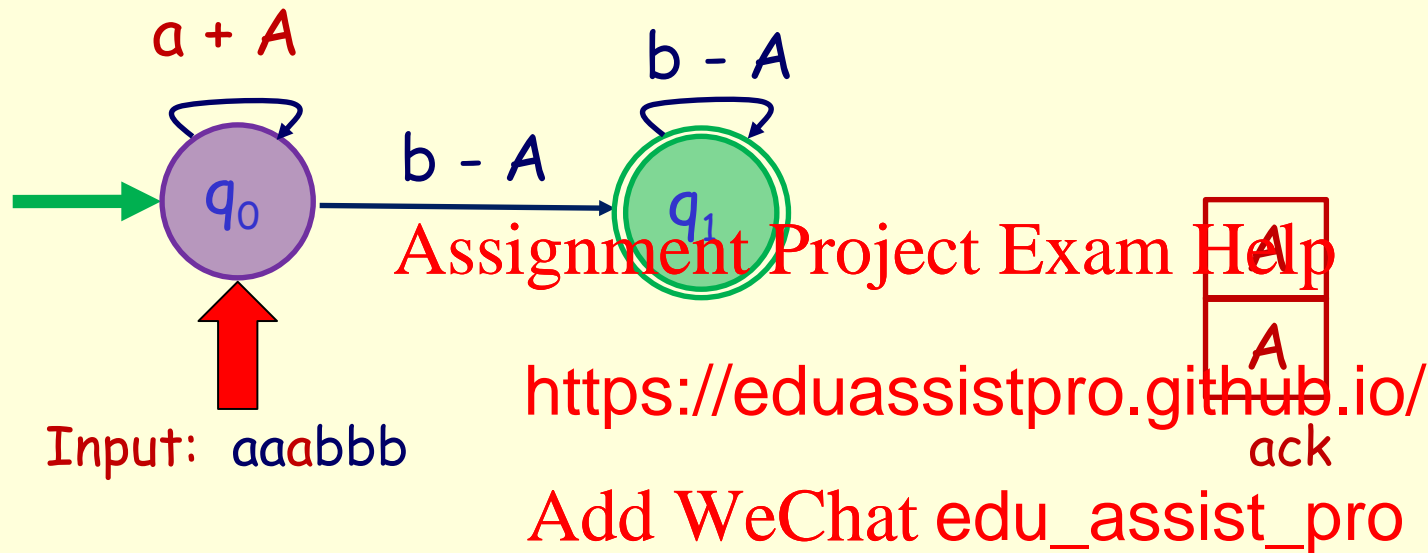 a + A
b - A
b - A
q0
q1
Assignment Project Exam Help
A
A
https://eduassistpro.github.io/
Input: aaabbb
ack
Add WeChat edu_assist_pro